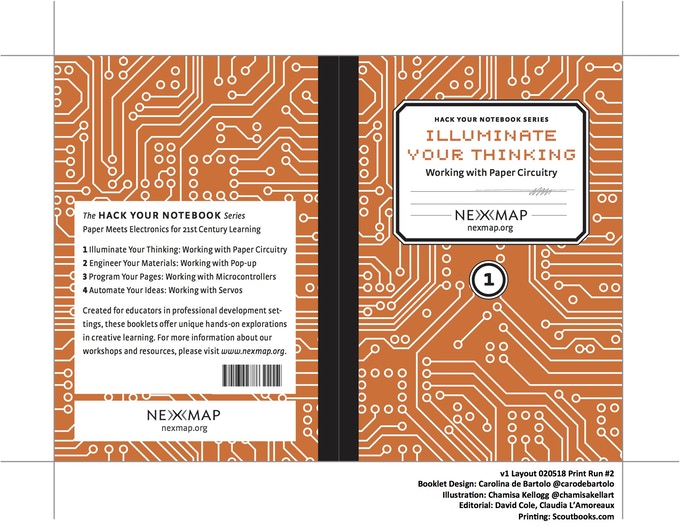 The HACK YOUR NOTEBOOK Series
Paper Meets Electronics for 21st Century Learning
1 Illuminate Your Thinking: Working with Paper Circuitry
2 Engineer Your Materials: Working with Pop-up
3 Program Your Pages: Working with Microcontrollers
4 Automate Your Ideas: Working with Servos
Created for educators in professional development set-
tings, these booklets offer unique hands-on explorations
in creative learning. For more information about our
workshops and resources, please visit www.nexmap.org.
NEXMAP
nexmap.org
HACK YOUR NOTEBOOK SERIES
ILLUMINATE
YOUR THINKING
Working with Paper Circuitry
NEXMAP
nexmap.org
1
v1 Layout 020518 Print Run #2
Booklet Design: Carolina de Bartolo @carodebartolo
Illustration: Chamisa Kellogg @chamisakellart
Editorial: David Cole, Claudia L’Amoreaux
Printing: Scoutbooks.com